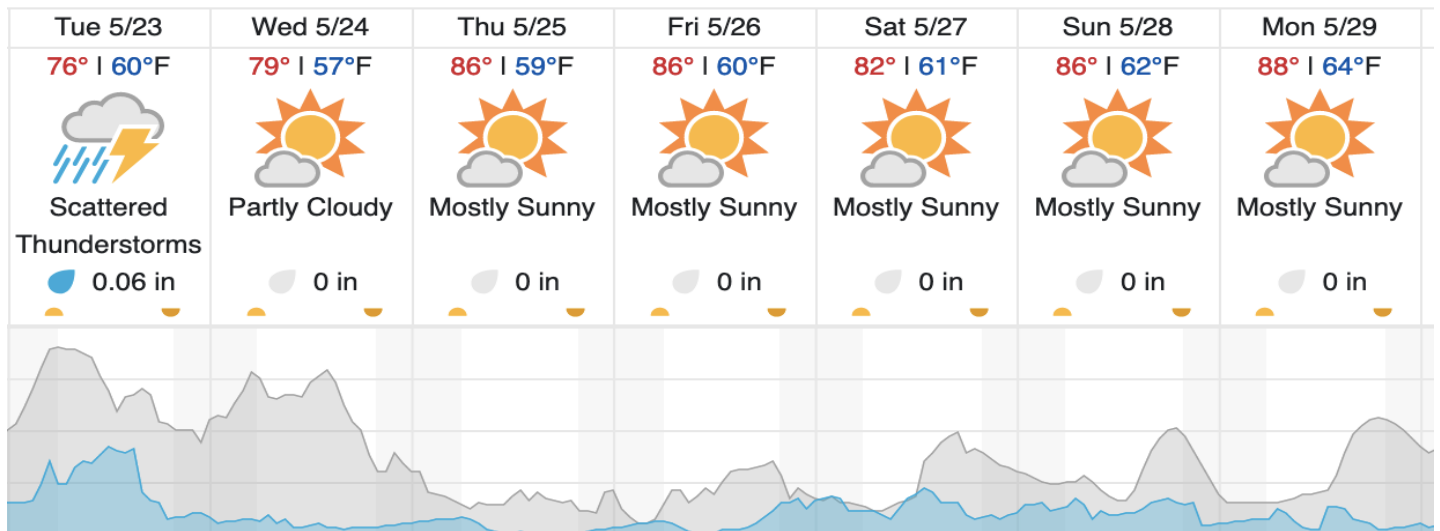 Tue 5/23 Wed 5/24 Thu 5/25 Fri 5/26 Sat 5/27 Sun 5/28 Mon 5/29
76° | 60°F 79° | 57°F 86° | 59°F 86° | 60°F 82° | 61°F 86° | 62°F 88° | 64°F
Scattered Partly Cloudy Mostly Sunny Mostly Sunny Mostly Sunny Mostly Sunny Mostly Sunny
Thunderstorms
0.06 in 0 in 0 in 0 in 0 in 0 in 0 in